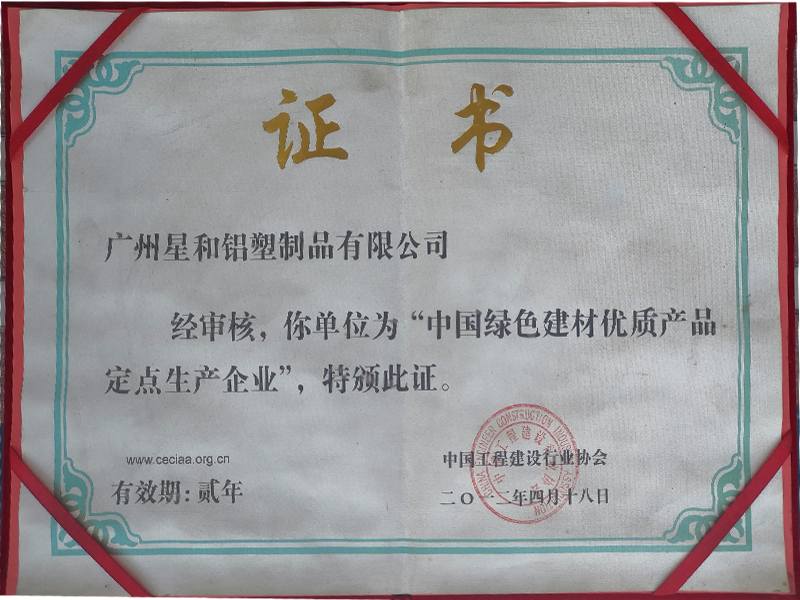 证 书
广州星和铝塑制品有限公司
经审核，你单位为“中国绿色建材优质产品
定点生产企业”，特颁此证。
www.ceciaa.org.cn
中国工程建设行业协会
有效期：贰年
二〇一二年四月十八日